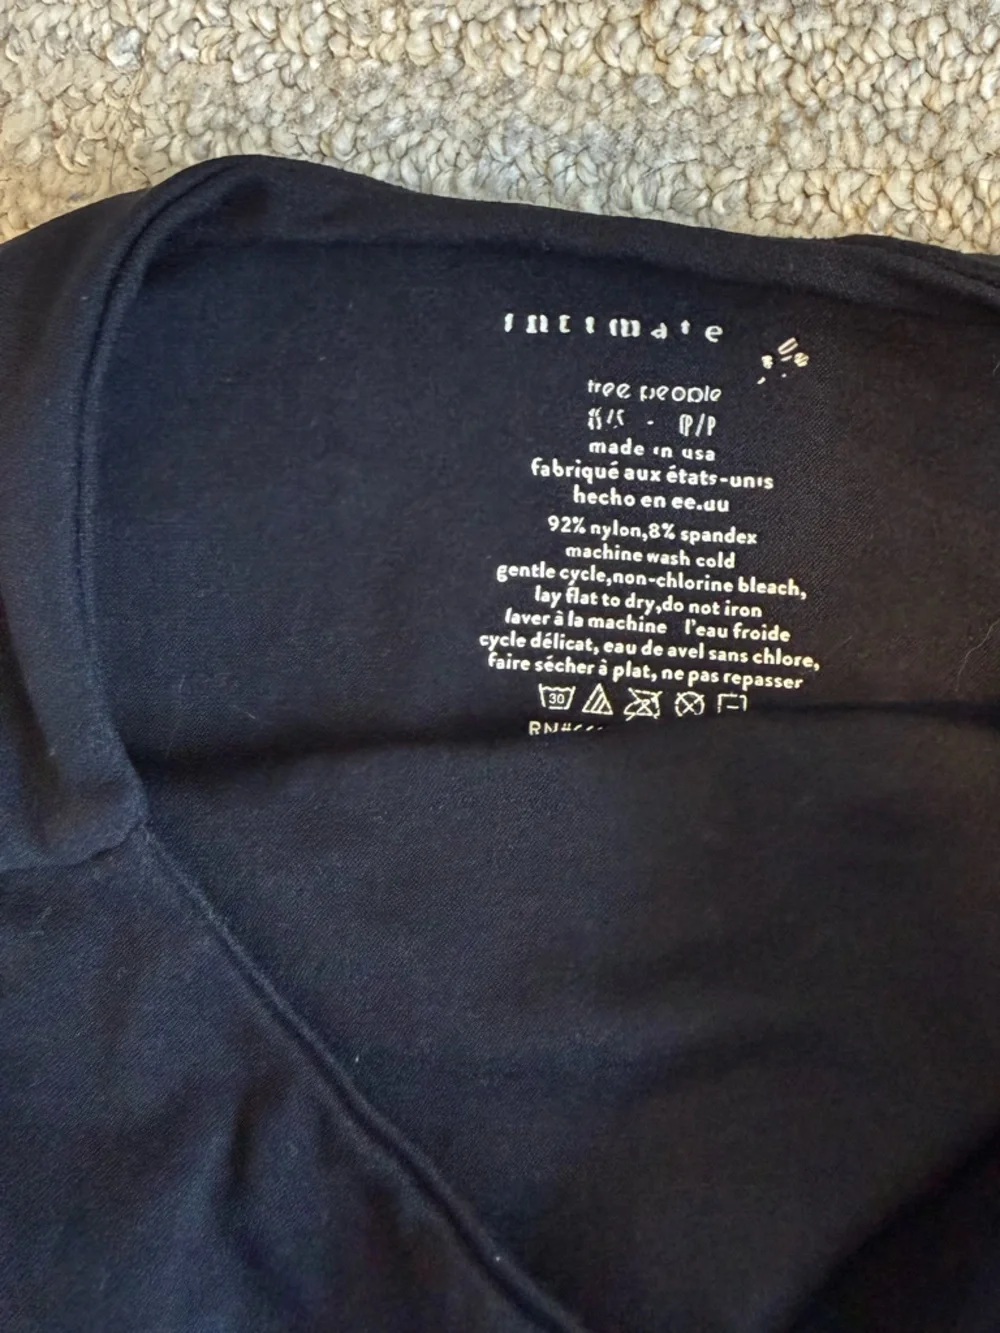 intimate
free people
P/P
made in usa
fabriqué aux états-unis
hecho en ee.uu
92% nylon,8% spandex
machine wash cold
gentle cycle,non-chlorine bleach,
lay flat to dry,do not iron
laver à la machine l'eau froide
cycle délicat, eau de avel sans chlore,
faire sécher à plat, ne pas repasser
30
RN#